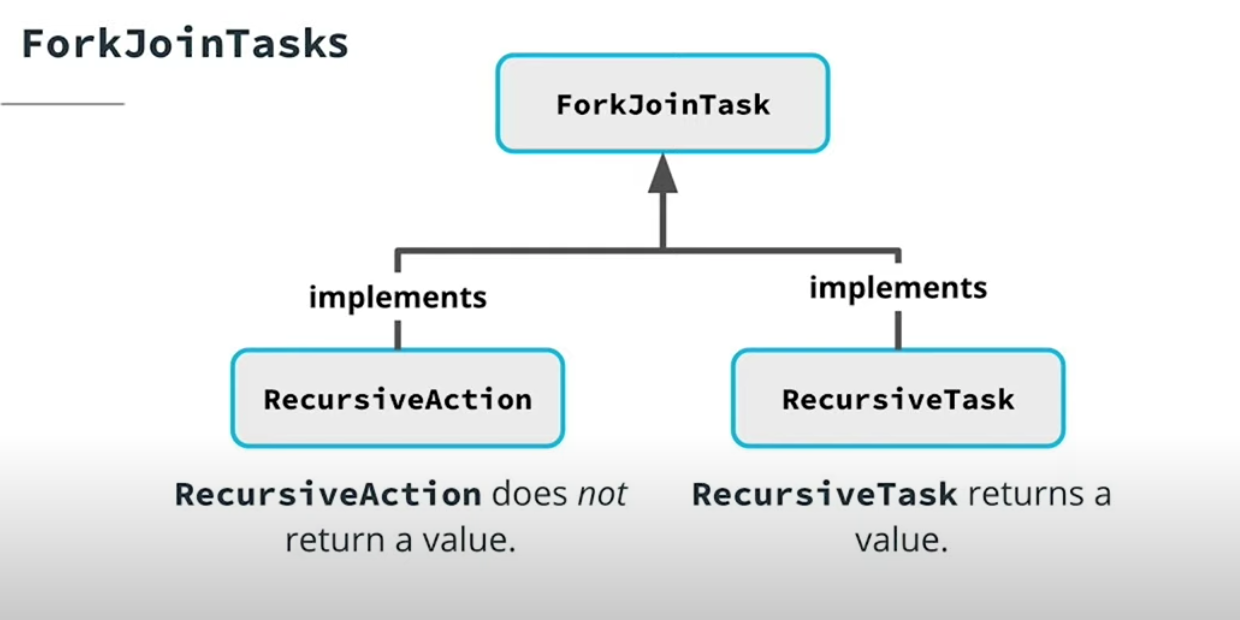 ForkJoinTasks
ForkJoinTask
implements
implements
RecursiveAction
RecursiveTask
RecursiveAction does not
return a value.
RecursiveTask returns a
value.